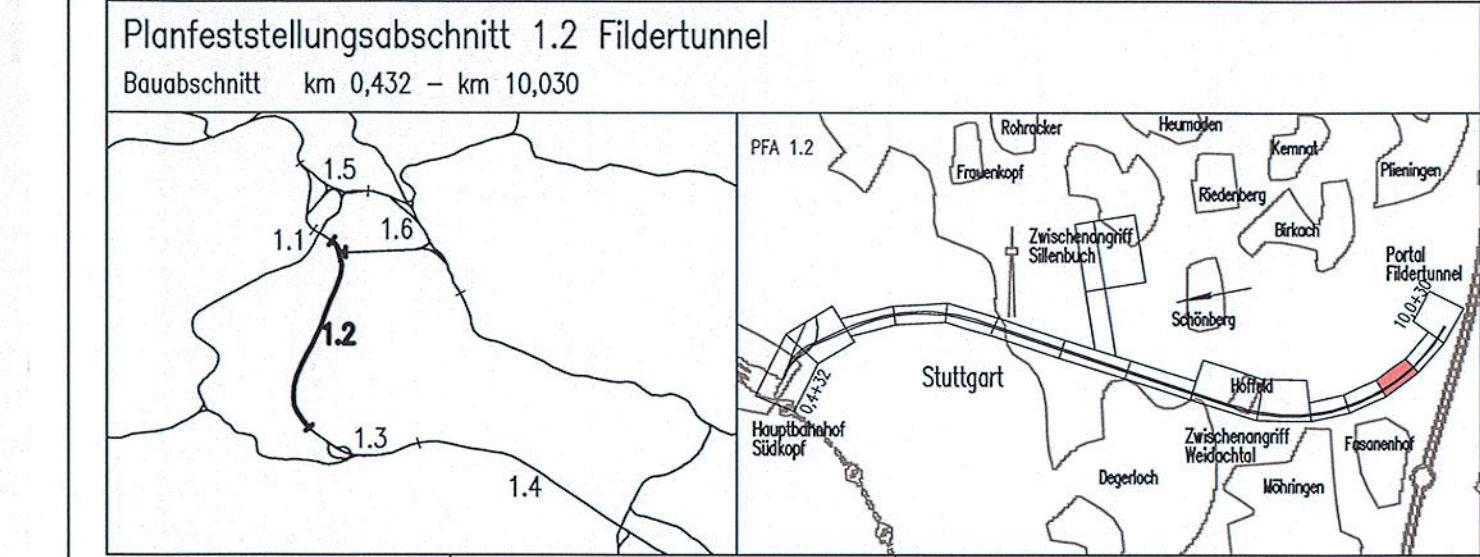 Planfeststellungsabschnitt 1.2 Fildertunnel
Bauabschnitt km 0,432 – km 10,030
1.5
1.6
1.1
1.2
1.3
1.4
PFA 1.2
Rohracker
Heumaden
Kemnat
Frauenkopf
Plieningen
Riedenberg
Birkach
Zwischenangriff
Sillenbuch
Portal
Fildertunnel
10,0+30
Schönberg
Stuttgart
Hoffeld
0,4+32
Hauptbahnhof
Südkopf
Zwischenangriff
Weidachtal
Fasanenhof
Degerloch
Möhringen